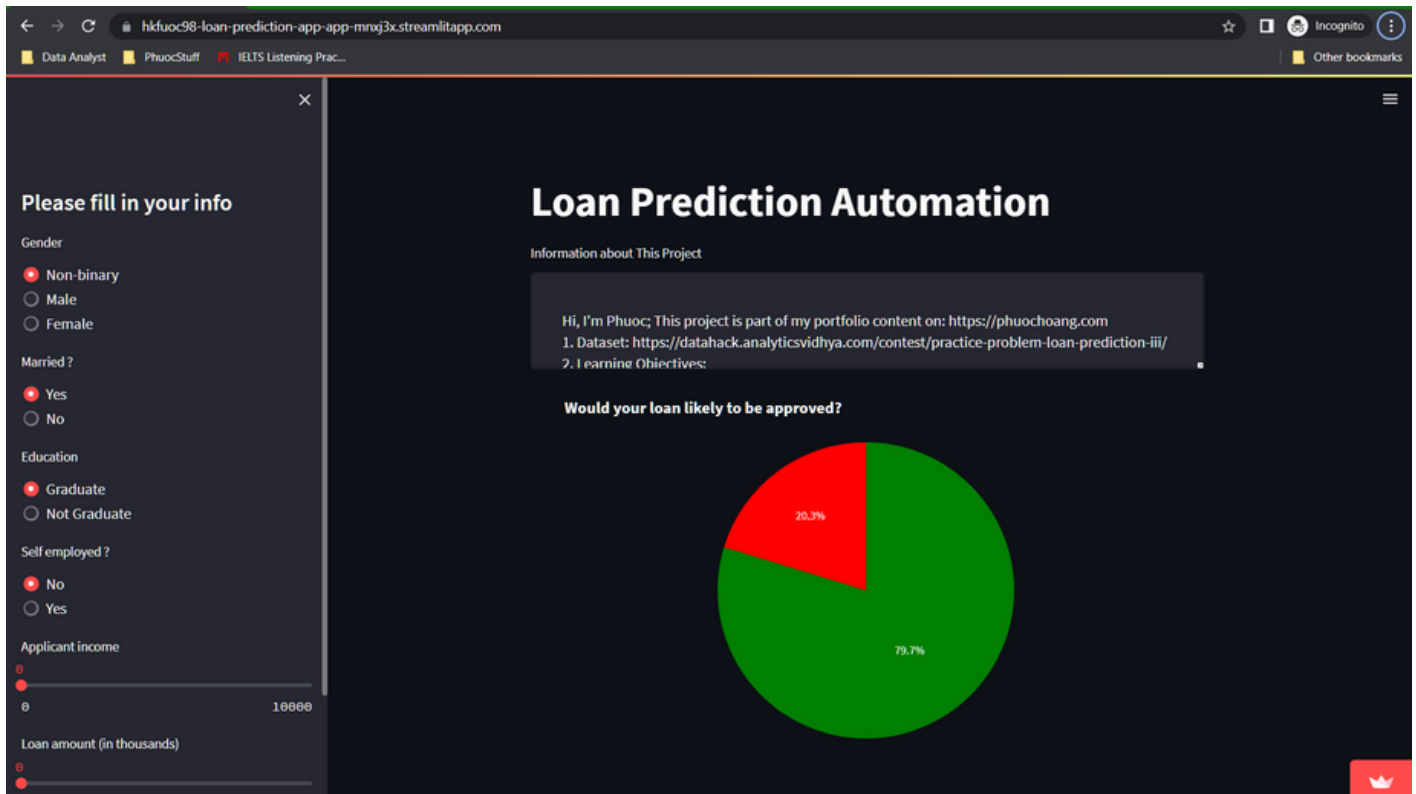 hkfuoc98-loan-prediction-app-app-mnxj3x.streamlitapp.com
Incognito
Data Analyst
PhuocStuff
IELTS Listening Prac...
Other bookmarks
Please fill in your info
Gender
Non-binary
Male
Female
Married ?
Yes
No
Education
Graduate
Not Graduate
Self employed ?
No
Yes
Applicant income
0
0 10000
Loan amount (in thousands)
0
Loan Prediction Automation
Information about This Project
Hi, I'm Phuoc; This project is part of my portfolio content on: https://phuochoang.com
1. Dataset: https://datahack.analyticsvidhya.com/contest/practice-problem-loan-prediction-iii/
2. Learning Objectives:
Would your loan likely to be approved?
20.3%
79.7%